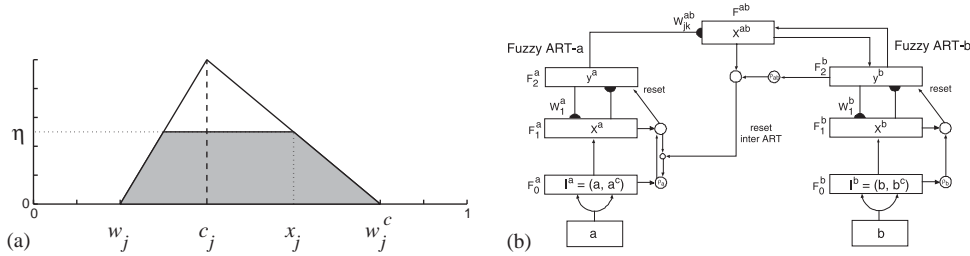 η
0
1
w_j
c_j
x_j
w_j^c
(a)
F^ab
W_jk^ab
X^ab
Fuzzy ART-a
Fuzzy ART-b
F_2^a
y^a
ρ_ab
F_2^b
y^b
reset
reset
W_1^a
W_1^b
F_1^a
X^a
F_1^b
X^b
reset
inter ART
F_0^a
I^a = (a, a^c)
ρ_a
F_0^b
I^b = (b, b^c)
ρ_b
a
b
(b)